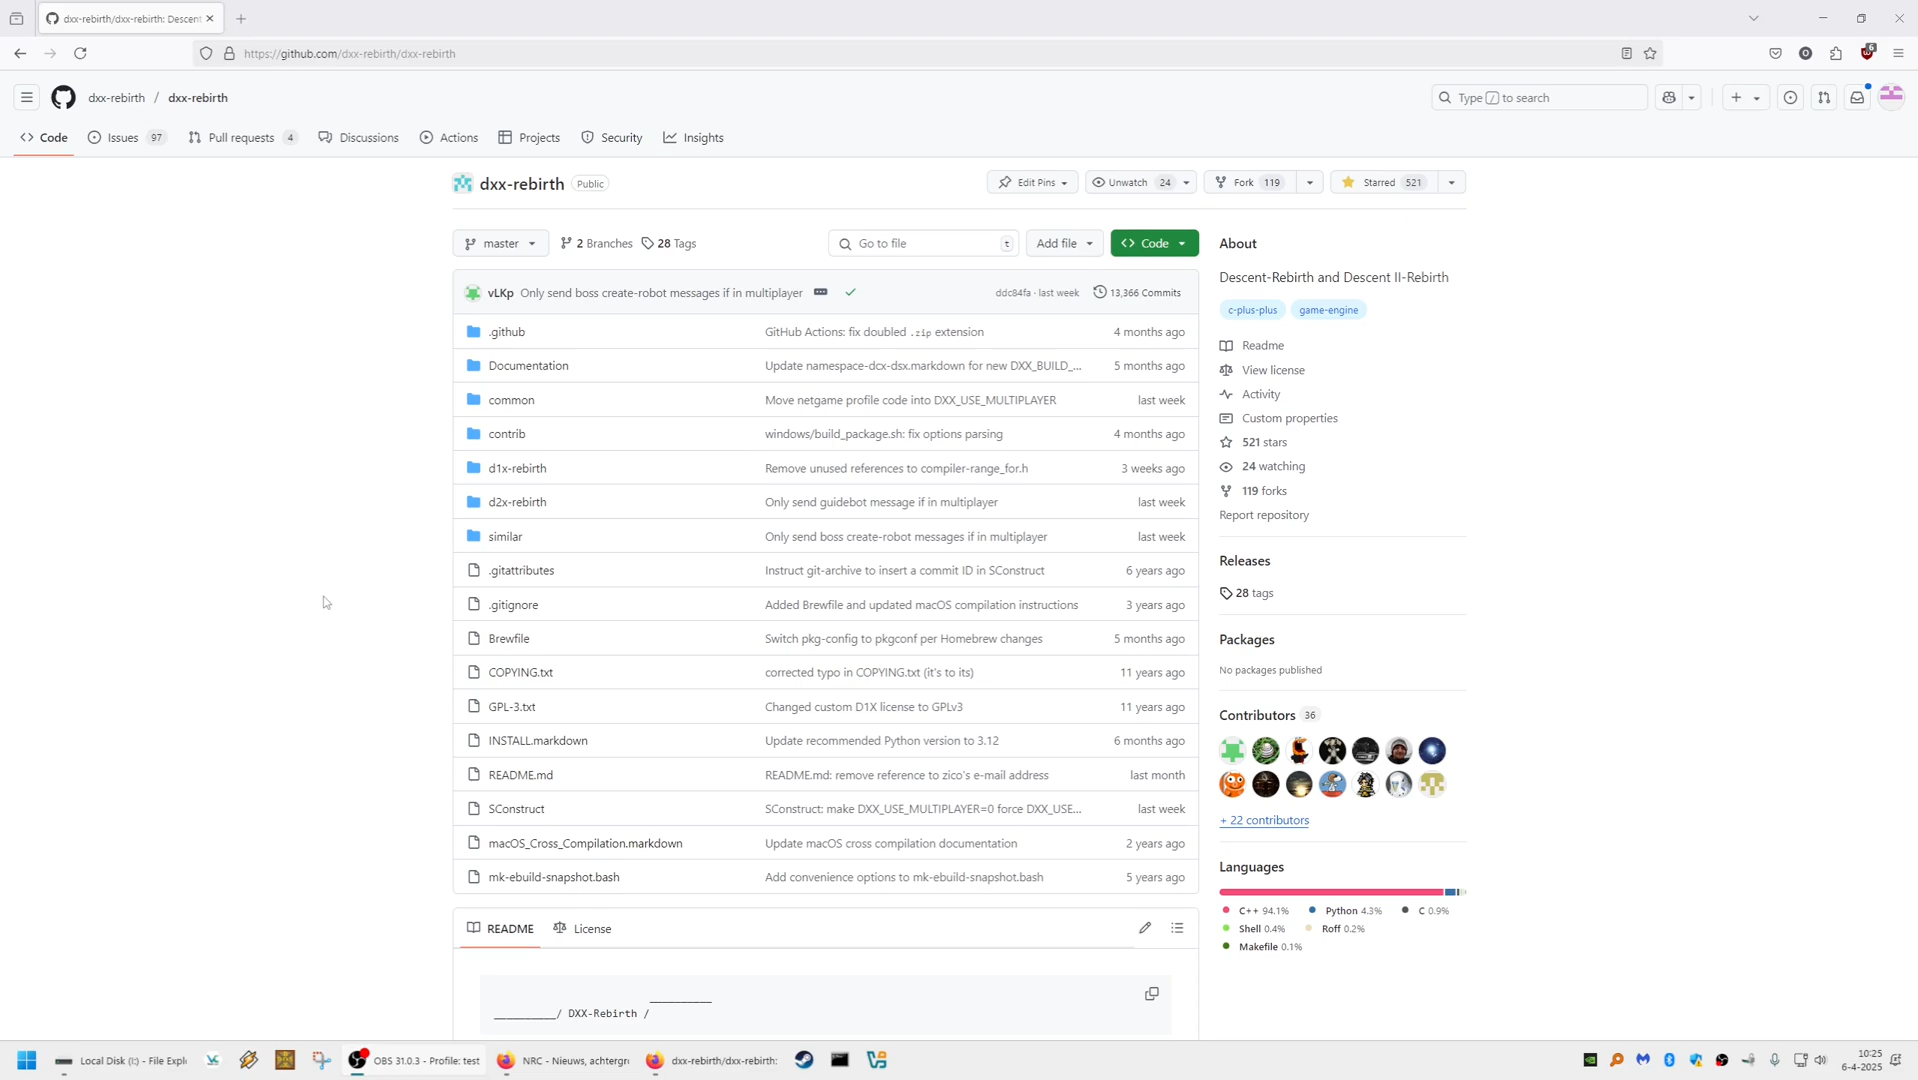 dxx-rebirth/dxx-rebirth: Descent
https://github.com/dxx-rebirth/dxx-rebirth
6
dxx-rebirth / dxx-rebirth
Type / to search
Code
Issues 97
Pull requests 4
Discussions
Actions
Projects
Security
Insights
dxx-rebirth Public
Edit Pins
Unwatch 24
Fork 119
Starred 521
master
2 Branches
28 Tags
Go to file t
Add file
<> Code
vLKp Only send boss create-robot messages if in multiplayer
ddc84fa · last week
13,366 Commits
.github GitHub Actions: fix doubled .zip extension 4 months ago
Documentation Update namespace-dcx-dsx.markdown for new DXX_BUILD_... 5 months ago
common Move netgame profile code into DXX_USE_MULTIPLAYER last week
contrib windows/build_package.sh: fix options parsing 4 months ago
d1x-rebirth Remove unused references to compiler-range_for.h 3 weeks ago
d2x-rebirth Only send guidebot message if in multiplayer last week
similar Only send boss create-robot messages if in multiplayer last week
.gitattributes Instruct git-archive to insert a commit ID in SConstruct 6 years ago
.gitignore Added Brewfile and updated macOS compilation instructions 3 years ago
Brewfile Switch pkg-config to pkgconf per Homebrew changes 5 months ago
COPYING.txt corrected typo in COPYING.txt (it's to its) 11 years ago
GPL-3.txt Changed custom D1X license to GPLv3 11 years ago
INSTALL.markdown Update recommended Python version to 3.12 6 months ago
README.md README.md: remove reference to zico's e-mail address last month
SConstruct SConstruct: make DXX_USE_MULTIPLAYER=0 force DXX_USE... last week
macOS_Cross_Compilation.markdown Update macOS cross compilation documentation 2 years ago
mk-ebuild-snapshot.bash Add convenience options to mk-ebuild-snapshot.bash 5 years ago
README
License
__________
__________/ DXX-Rebirth /
About
Descent-Rebirth and Descent II-Rebirth
c-plus-plus game-engine
Readme
View license
Activity
Custom properties
521 stars
24 watching
119 forks
Report repository
Releases
28 tags
Packages
No packages published
Contributors 36
+ 22 contributors
Languages
C++ 94.1% Python 4.3% C 0.9%
Shell 0.4% Roff 0.2%
Makefile 0.1%
Local Disk (I:) - File Explo
OBS 31.0.3 - Profile: test
NRC - Nieuws, achtergr
dxx-rebirth/dxx-rebirth:
10:25
6-4-2025